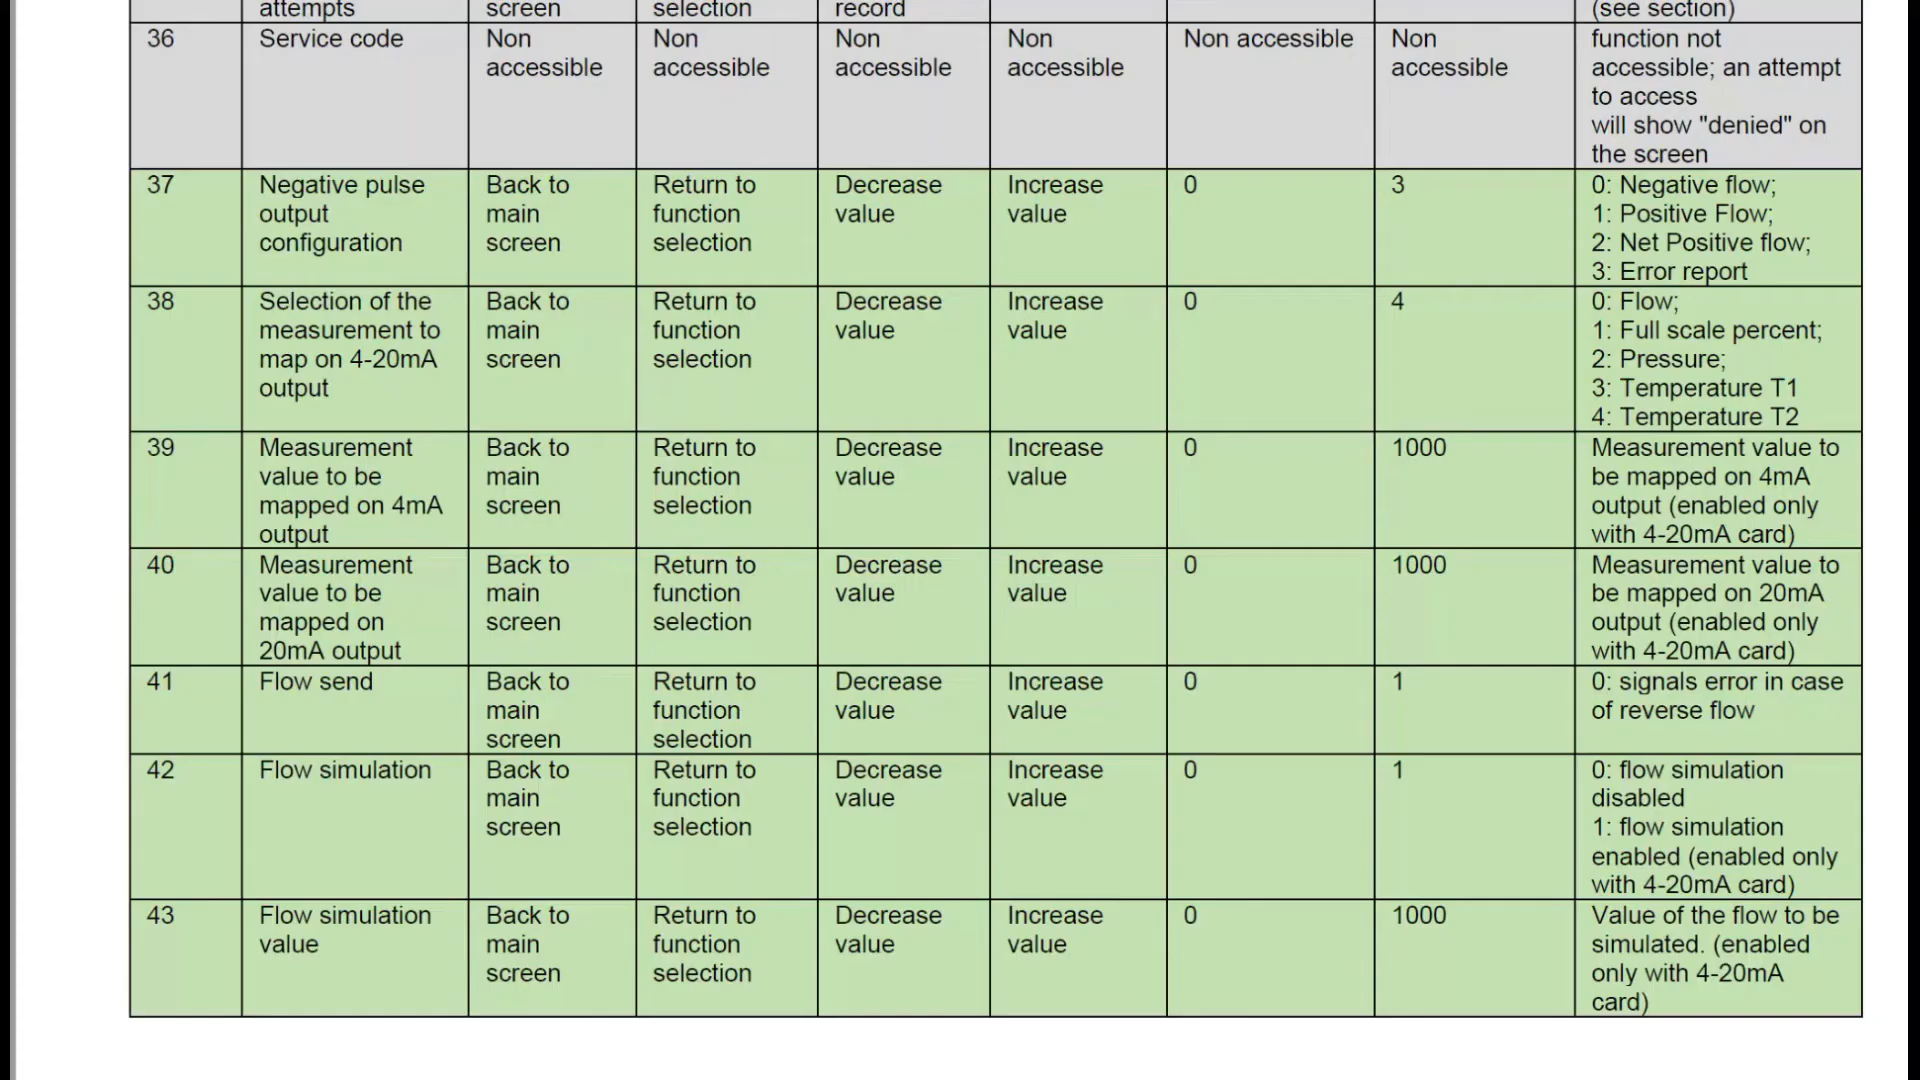 attempts screen selection record (see section)
36 Service code Non Non Non Non Non accessible Non function not
accessible accessible accessible accessible accessible accessible; an attempt
to access
will show "denied" on
the screen
37 Negative pulse Back to Return to Decrease Increase 0 3 0: Negative flow;
output main function value value 1: Positive Flow;
configuration screen selection 2: Net Positive flow;
3: Error report
38 Selection of the Back to Return to Decrease Increase 0 4 0: Flow;
measurement to main function value value 1: Full scale percent;
map on 4-20mA screen selection 2: Pressure;
output 3: Temperature T1
4: Temperature T2
39 Measurement Back to Return to Decrease Increase 0 1000 Measurement value to
value to be main function value value be mapped on 4mA
mapped on 4mA screen selection output (enabled only
output with 4-20mA card)
40 Measurement Back to Return to Decrease Increase 0 1000 Measurement value to
value to be main function value value be mapped on 20mA
mapped on screen selection output (enabled only
20mA output with 4-20mA card)
41 Flow send Back to Return to Decrease Increase 0 1 0: signals error in case
main function value value of reverse flow
screen selection
42 Flow simulation Back to Return to Decrease Increase 0 1 0: flow simulation
main function value value disabled
screen selection 1: flow simulation
enabled (enabled only
with 4-20mA card)
43 Flow simulation Back to Return to Decrease Increase 0 1000 Value of the flow to be
value main function value value simulated. (enabled
screen selection only with 4-20mA
card)